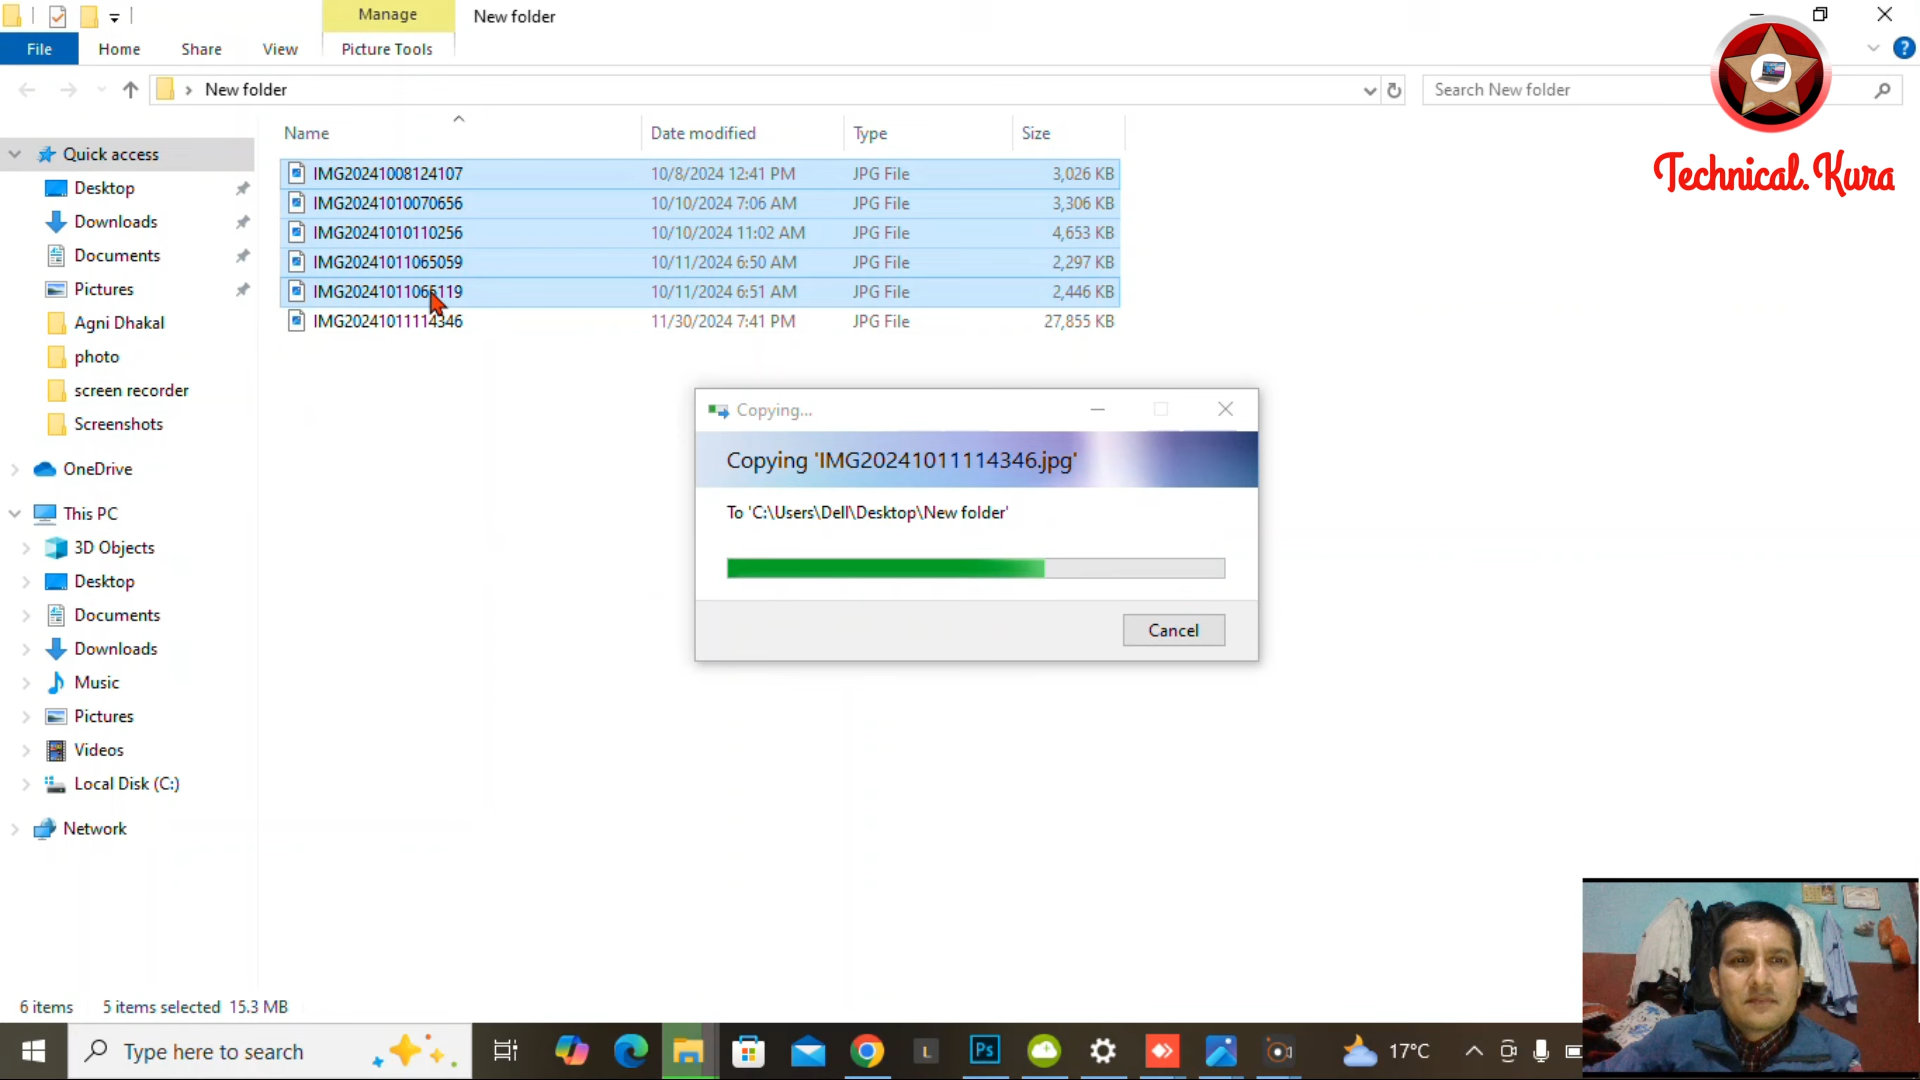 Manage
New folder
File
Home
Share
View
Picture Tools
?
New folder
Search New folder
Technical.Kura
Name
Date modified
Type
Size
Quick access
Desktop
Downloads
Documents
Pictures
Agni Dhakal
photo
screen recorder
Screenshots
OneDrive
This PC
3D Objects
Desktop
Documents
Downloads
Music
Pictures
Videos
Local Disk (C:)
Network
IMG20241008124107 10/8/2024 12:41 PM JPG File 3,026 KB
IMG20241010070656 10/10/2024 7:06 AM JPG File 3,306 KB
IMG20241010110256 10/10/2024 11:02 AM JPG File 4,653 KB
IMG20241011065059 10/11/2024 6:50 AM JPG File 2,297 KB
IMG20241011065119 10/11/2024 6:51 AM JPG File 2,446 KB
IMG20241011114346 11/30/2024 7:41 PM JPG File 27,855 KB
Copying...
Copying 'IMG20241011114346.jpg'
To 'C:\Users\Dell\Desktop\New folder'
Cancel
6 items 5 items selected 15.3 MB
Type here to search
L
Ps
17°C